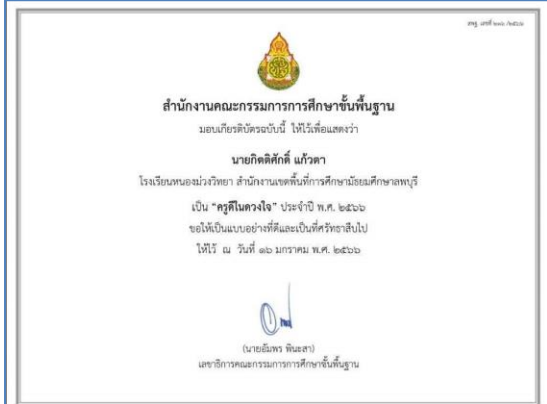 สำนักงานคณะกรรมการการศึกษาขั้นพื้นฐาน
มอบเกียรติบัตรฉบับนี้ ให้ไว้เพื่อแสดงว่า
นายกิตติศักดิ์ แก้วตา
โรงเรียนหนองม่วงวิทยา สำนักงานเขตพื้นที่การศึกษามัธยมศึกษาลพบุรี
เป็น "ครูดีในดวงใจ" ประจำปี พ.ศ. ๒๕๖๖
ขอให้เป็นแบบอย่างที่ดีและเป็นที่ศรัทธาสืบไป
ให้ไว้ ณ วันที่ ๑๖ มกราคม พ.ศ. ๒๕๖๖
(นายอัมพร พินะสา)
เลขาธิการคณะกรรมการการศึกษาขั้นพื้นฐาน